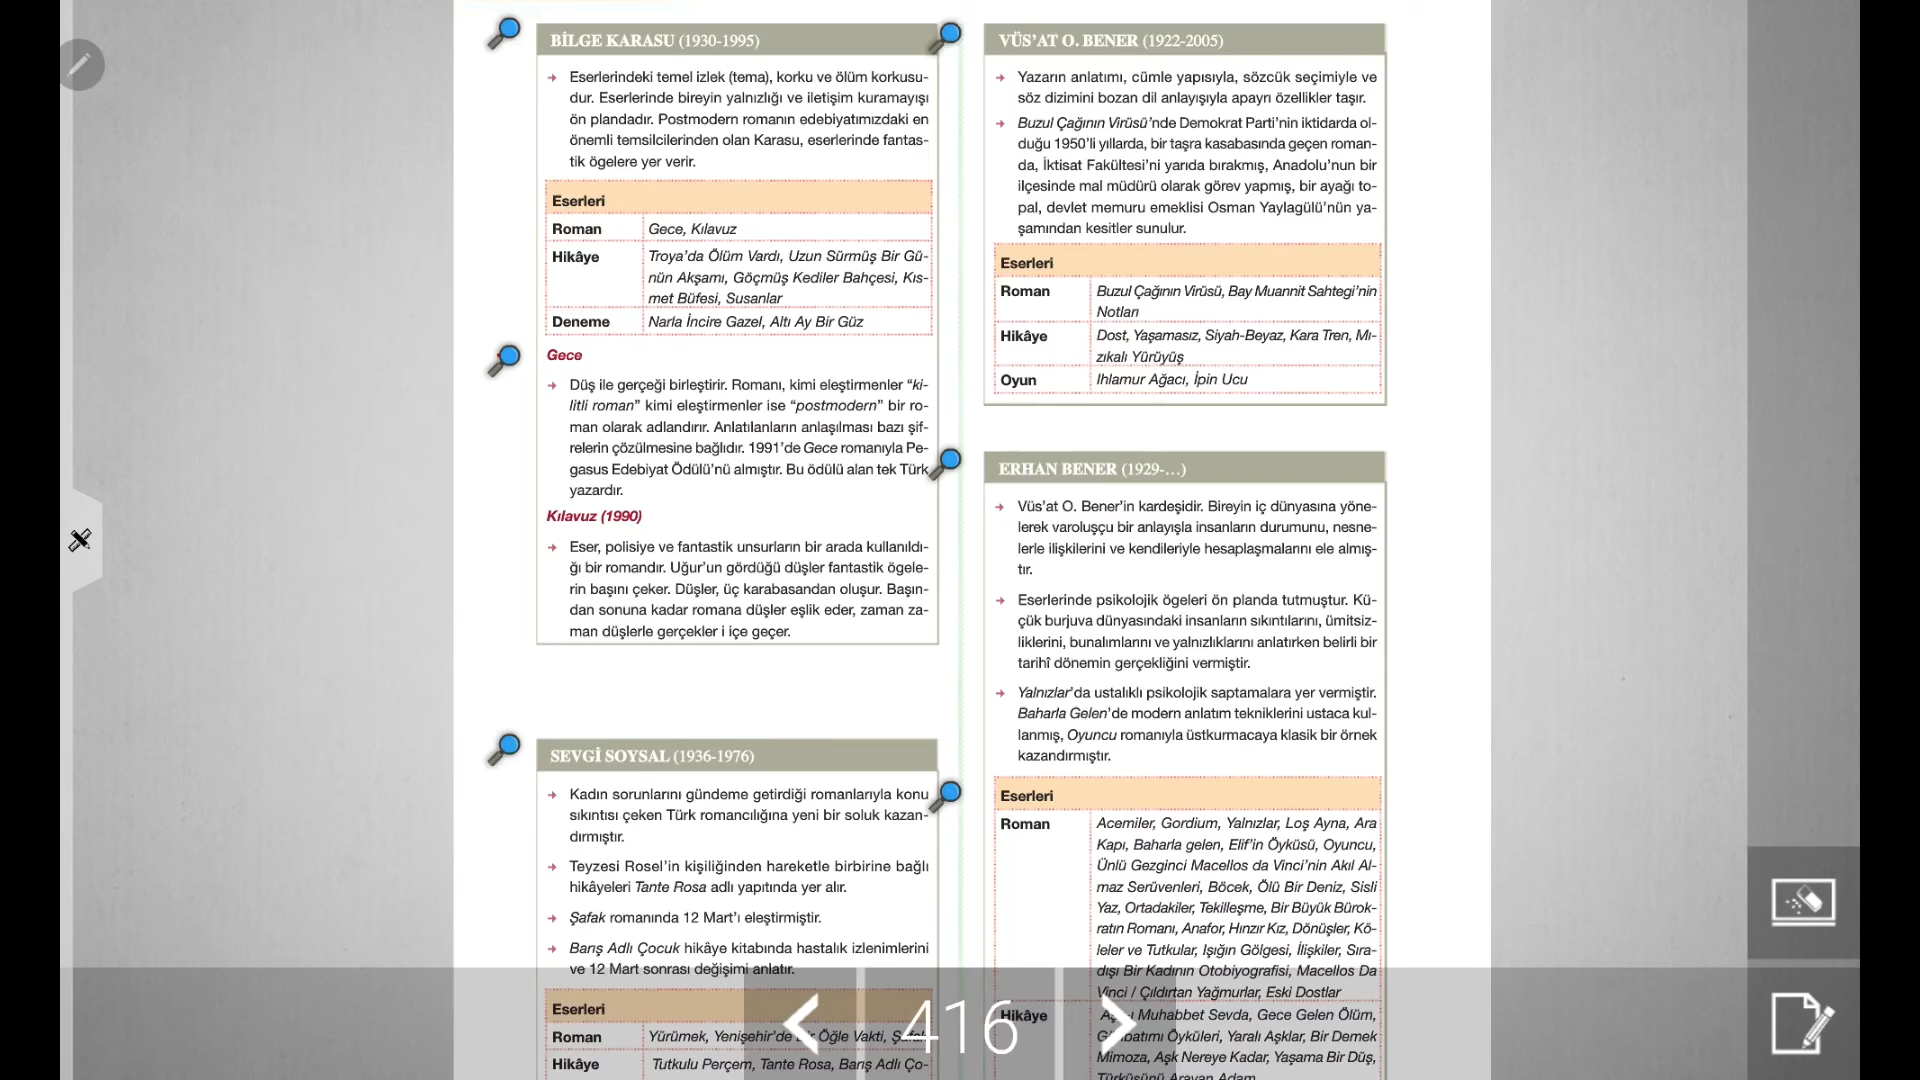 BİLGE KARASU (1930-1995)
Eserlerindeki temel izlek (tema), korku ve ölüm korkusu-
dur. Eserlerinde bireyin yalnızlığı ve iletişim kuramayışı
ön plandadır. Postmodern romanın edebiyatımızdaki en
önemli temsilcilerinden olan Karasu, eserlerinde fantas-
tik ögelere yer verir.
Eserleri
Roman Gece, Kılavuz
Hikâye Troya'da Ölüm Vardı, Uzun Sürmüş Bir Gü-
nün Akşamı, Göçmüş Kediler Bahçesi, Kıs-
met Büfesi, Susanlar
Deneme Narla İncire Gazel, Altı Ay Bir Güz
Gece
Düş ile gerçeği birleştirir. Romanı, kimi eleştirmenler "ki-
litli roman" kimi eleştirmenler ise "postmodern" bir ro-
man olarak adlandırır. Anlatılanların anlaşılması bazı şif-
relerin çözülmesine bağlıdır. 1991'de Gece romanıyla Pe-
gasus Edebiyat Ödülü'nü almıştır. Bu ödülü alan tek Türk
yazardır.
Kılavuz (1990)
Eser, polisiye ve fantastik unsurların bir arada kullanıldı-
ğı bir romandır. Uğur'un gördüğü düşler fantastik ögele-
rin başını çeker. Düşler, üç karabasandan oluşur. Başın-
dan sonuna kadar romana düşler eşlik eder, zaman za-
man düşlerle gerçekler i içe geçer.
SEVGİ SOYSAL (1936-1976)
Kadın sorunlarını gündeme getirdiği romanlarıyla konu
sıkıntısı çeken Türk romancılığına yeni bir soluk kazan-
dırmıştır.
Teyzesi Rosel'in kişiliğinden hareketle birbirine bağlı
hikâyeleri Tante Rosa adlı yapıtında yer alır.
Şafak romanında 12 Mart'ı eleştirmiştir.
Barış Adlı Çocuk hikâye kitabında hastalık izlenimlerini
ve 12 Mart sonrası değişimi anlatır.
Eserleri
Roman Yürümek, Yenişehir'de Bir Öğle Vakti, Şafak
Hikâye Tutkulu Perçem, Tante Rosa, Barış Adlı Ço-
VÜS'AT O. BENER (1922-2005)
Yazarın anlatımı, cümle yapısıyla, sözcük seçimiyle ve
söz dizimini bozan dil anlayışıyla apayrı özellikler taşır.
Buzul Çağının Virüsü'nde Demokrat Parti'nin iktidarda ol-
duğu 1950'li yıllarda, bir taşra kasabasında geçen roman-
da, İktisat Fakültesi'ni yarıda bırakmış, Anadolu'nun bir
ilçesinde mal müdürü olarak görev yapmış, bir ayağı to-
pal, devlet memuru emeklisi Osman Yaylagülü'nün ya-
şamından kesitler sunulur.
Eserleri
Roman Buzul Çağının Virüsü, Bay Muannit Sahtegi'nin
Notları
Hikâye Dost, Yaşamasız, Siyah-Beyaz, Kara Tren, Mı-
zıkalı Yürüyüş
Oyun Ihlamur Ağacı, İpin Ucu
ERHAN BENER (1929-...)
Vüs'at O. Bener'in kardeşidir. Bireyin iç dünyasına yöne-
lerek varoluşçu bir anlayışla insanların durumunu, nesne-
lerle ilişkilerini ve kendileriyle hesaplaşmalarını ele almış-
tır.
Eserlerinde psikolojik ögeleri ön planda tutmuştur. Kü-
çük burjuva dünyasındaki insanların sıkıntılarını, ümitsiz-
liklerini, bunalımlarını ve yalnızlıklarını anlatırken belirli bir
tarihî dönemin gerçekliğini vermiştir.
Yalnızlar'da ustalıklı psikolojik saptamalara yer vermiştir.
Baharla Gelen'de modern anlatım tekniklerini ustaca kul-
lanmış, Oyuncu romanıyla üstkurmacaya klasik bir örnek
kazandırmıştır.
Eserleri
Roman Acemiler, Gordium, Yalnızlar, Loş Ayna, Ara
Kapı, Baharla gelen, Elif'in Öyküsü, Oyuncu,
Ünlü Gezginci Macellos da Vinci'nin Akıl Al-
maz Serüvenleri, Böcek, Ölü Bir Deniz, Sisli
Yaz, Ortadakiler, Tekilleşme, Bir Büyük Bürok-
ratın Romanı, Anafor, Hınzır Kız, Dönüşler, Kö-
leler ve Tutkular, Işığın Gölgesi, İlişkiler, Sıra-
dışı Bir Kadının Otobiyografisi, Macellos Da
Vinci / Çıldırtan Yağmurlar, Eski Dostlar
Hikâye Muhabbet Sevda, Gece Gelen Ölüm,
Öyküleri, Yaralı Aşklar, Bir Demek
Mimoza, Aşk Nereye Kadar, Yaşama Bir Düş,
Türküsünü Arayan Adam
416